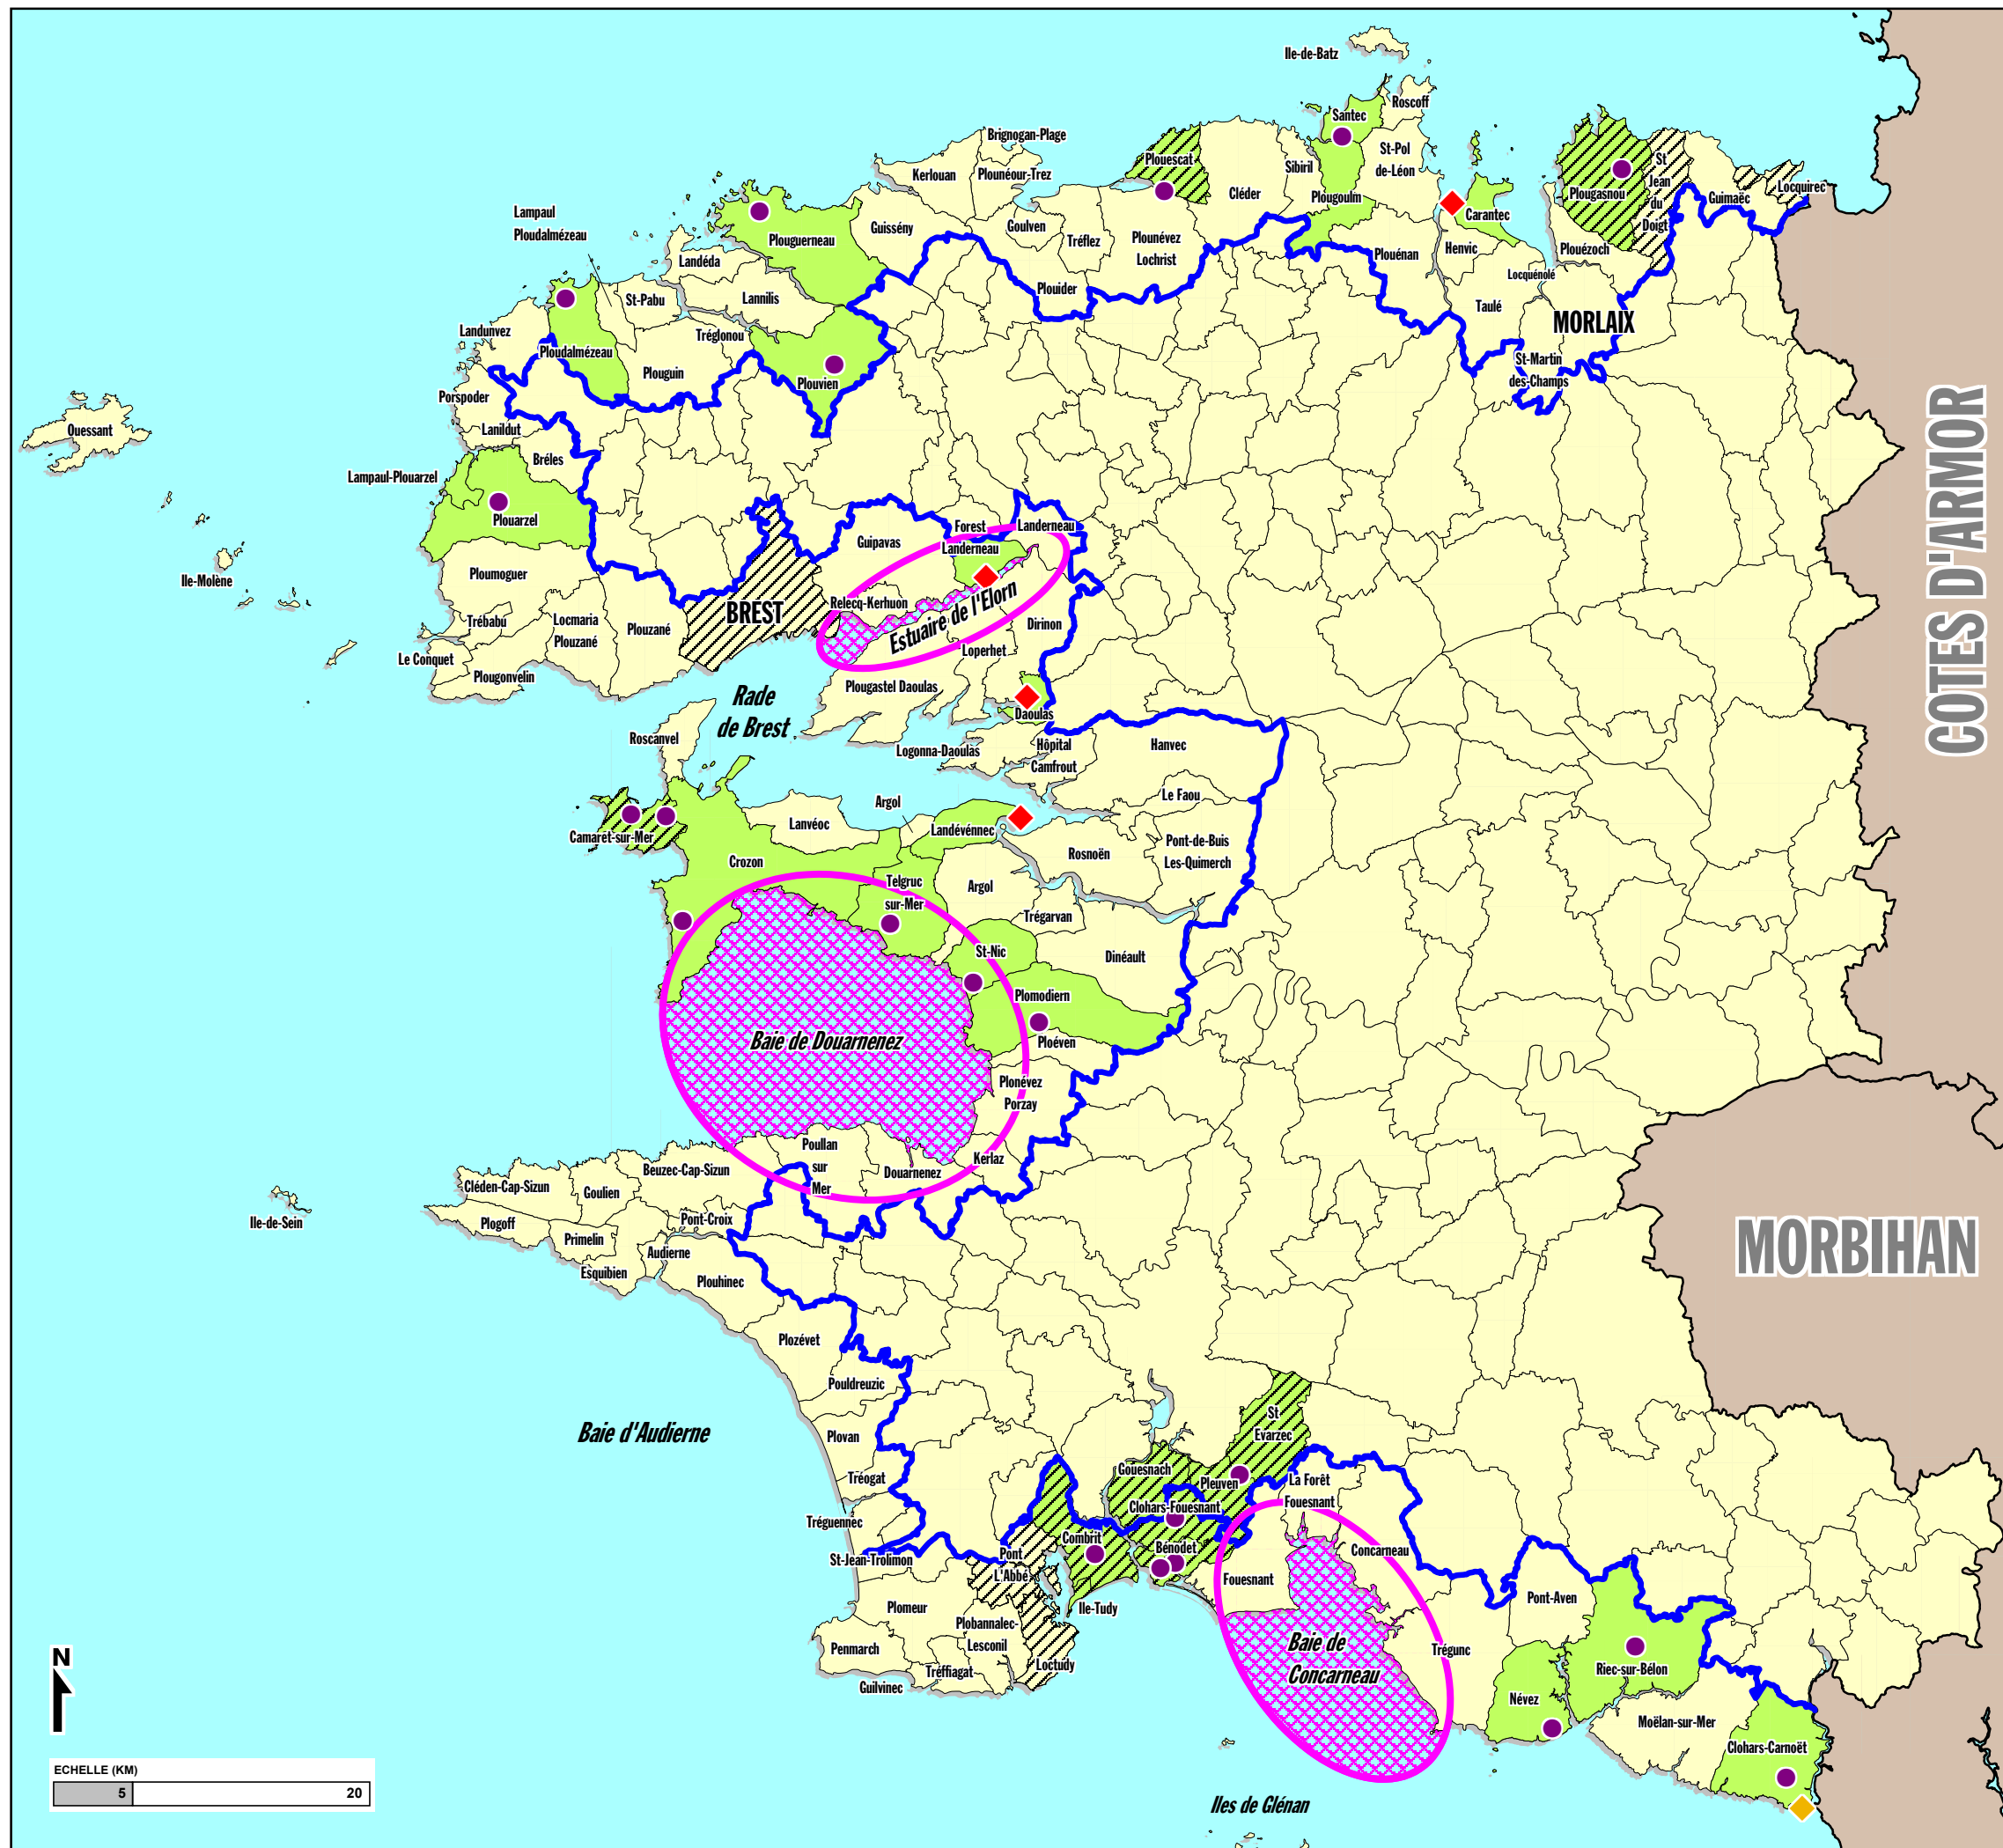 Ile-de-Batz
Roscoff
Santec
St-Pol
de-Léon
Sibiril
Plougoulm
Cléder
Plouescat
Brignogan-Plage
Plounéour-Trez
Kerlouan
Goulven
Tréflez
Plounévez
Lochrist
Plouider
Guissény
Plouguerneau
Lampaul
Ploudalmézeau
Landéda
Lannilis
St-Pabu
Tréglonou
Landunvez
Ploudalmézeau
Plouguin
Plouvien
Carantec
Henvic
Plouénan
Locquénolé
Taulé
Plougasnou
St
Jean
du
Doigt
Guimaëc
Locquirec
Plouézoch
MORLAIX
St-Martin
des-Champs
COTES D'ARMOR
Porspoder
Lanildut
Bréles
Ouessant
Lampaul-Plouarzel
Plouarzel
Ploumoguer
Ile-Molène
Trébabú
Locmaria
Plouzané
Plouzané
Le Conquet
Plougonvelin
BREST
Guipavas
Forest
Landerneau
Landerneau
Relecq-Kerhuon
Estuaire de l'Elorn
Dirinon
Loperhet
Plougastel Daoulas
Daoulas
Rade
de Brest
Roscanvel
Logonna-Daoulas
Hôpital
Camfrout
Hanvec
Le Faou
Argol
Lanvéoc
Landévénnec
Camarét-sur-Mer
Crozon
Rosnoën
Pont-de-Buis
Les-Quimerch
Telgruc
sur-Mer
Argol
Trégarvan
St-Nic
Dinéault
Plomodiern
Ploéven
Baie de Douarnenez
Plonévez
Porzay
Poullan
sur
Mer
Kerlaz
Douarnenez
Beuzec-Cap-Sizun
Cléden-Cap-Sizun
Goulien
Plogoff
Primelin
Pont-Croix
Audierne
Esquibien
Plouhinec
Ile-de-Sein
MORBIHAN
Plozévet
Pouldreuzic
Baie d'Audierne
Plovan
Tréogat
Tréguennec
St-Jean-Trolimon
St
Evarzec
Gouesnach
Pleuven
Clohars-Fouesnant
La Forêt
Fouesnant
Combrit
Bénodet
Pont
L'Abbé
Fouesnant
Concarneau
Ile-Tudy
Plomeur
Plobannalec-
Lesconil
Penmarch
Tréffiagat
Loctudy
Guilvinec
Baie de
Concarneau
Trégunc
Pont-Aven
Riec-sur-Bélon
Névez
Moëlan-sur-Mer
Clohars-Carnoët
Iles de Glénan
N
ECHELLE (KM)
5
20